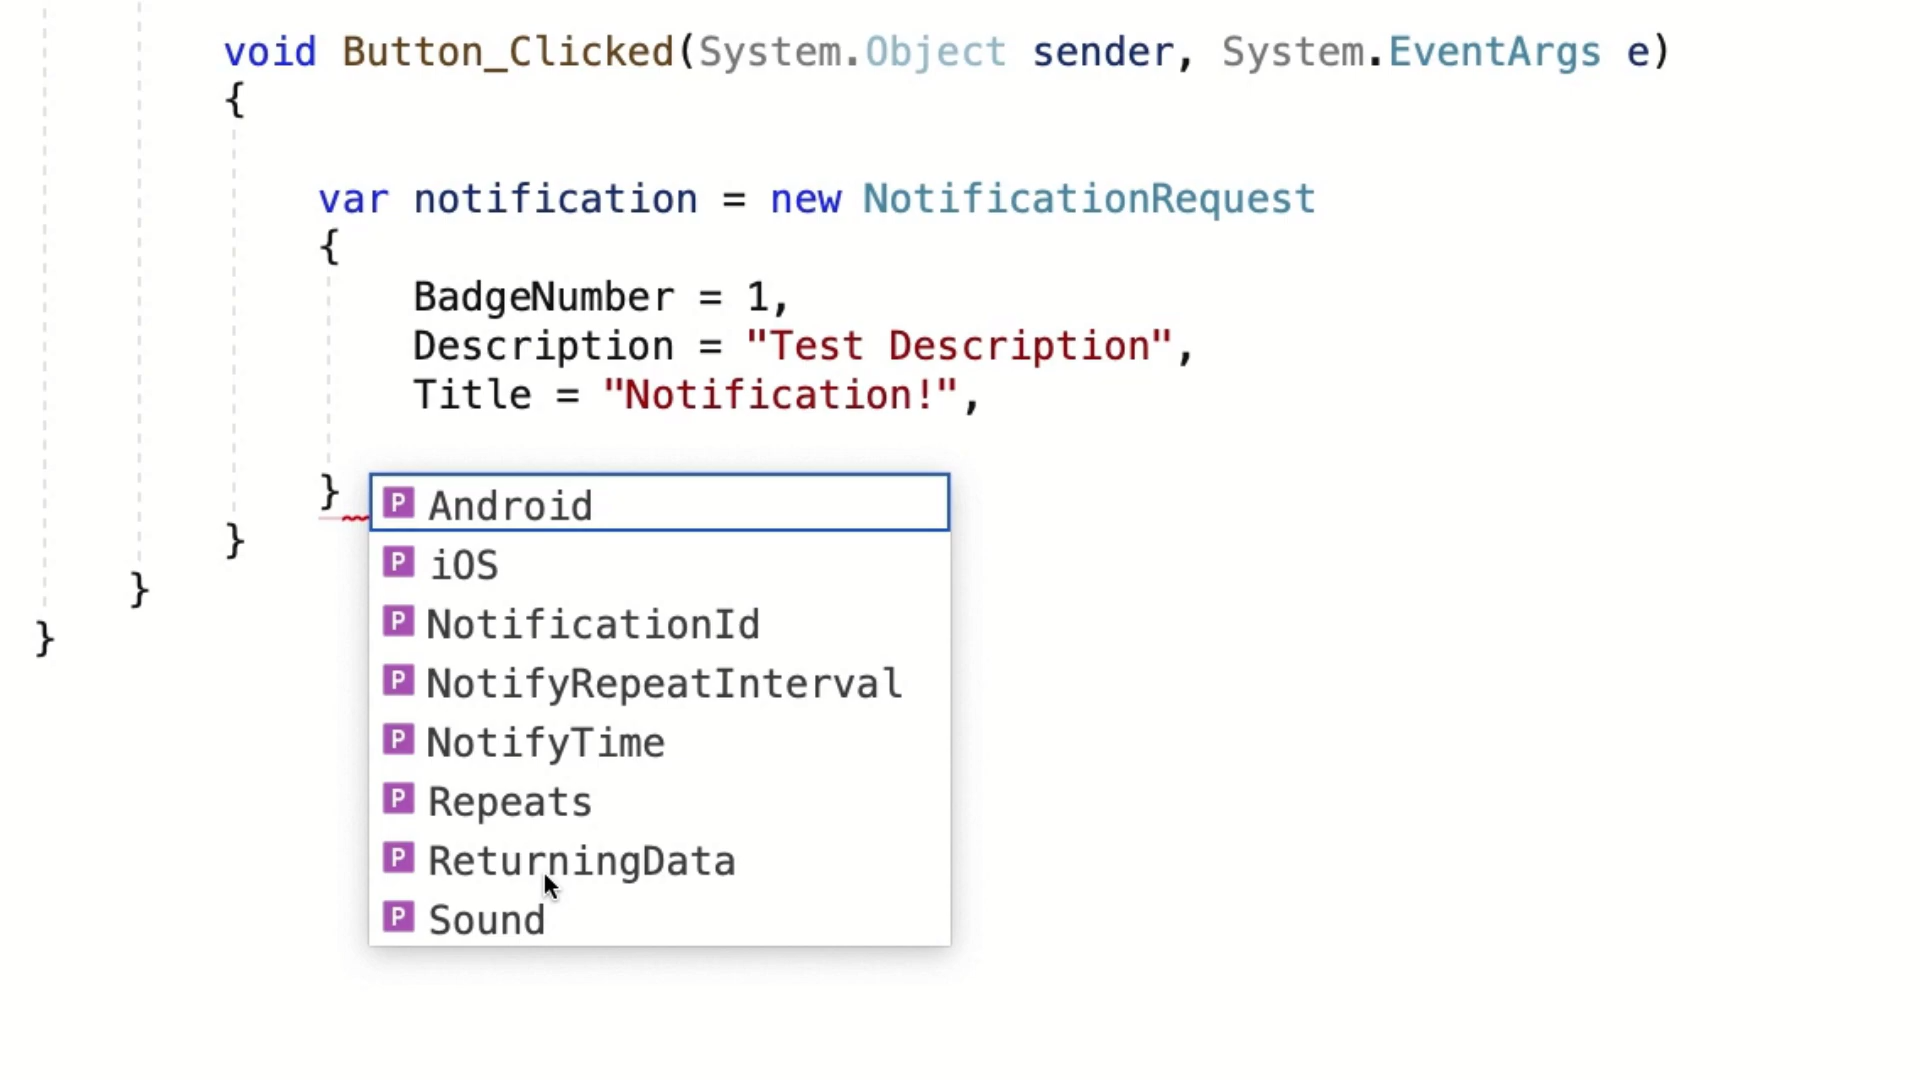 void Button_Clicked(System.Object sender, System.EventArgs e)
{
var notification = new NotificationRequest
{
BadgeNumber = 1,
Description = "Test Description",
Title = "Notification!",
}
}
}
}
P Android
P iOS
P NotificationId
P NotifyRepeatInterval
P NotifyTime
P Repeats
P ReturningData
P Sound